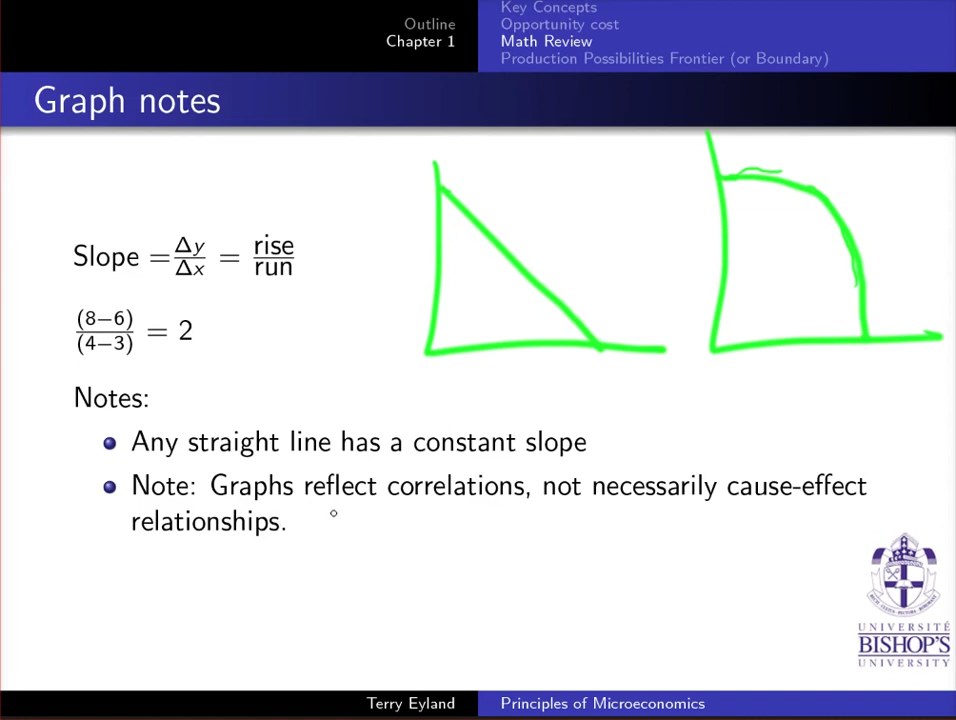 Outline
Chapter 1
Key Concepts
Opportunity cost
Math Review
Production Possibilities Frontier (or Boundary)
Graph notes
Slope = Δy/Δx = rise/run
(8−6)/(4−3) = 2
Notes:
Any straight line has a constant slope
Note: Graphs reflect correlations, not necessarily cause-effect
relationships.
UNIVERSITÉ
BISHOP'S
UNIVERSITY
Terry Eyland
Principles of Microeconomics